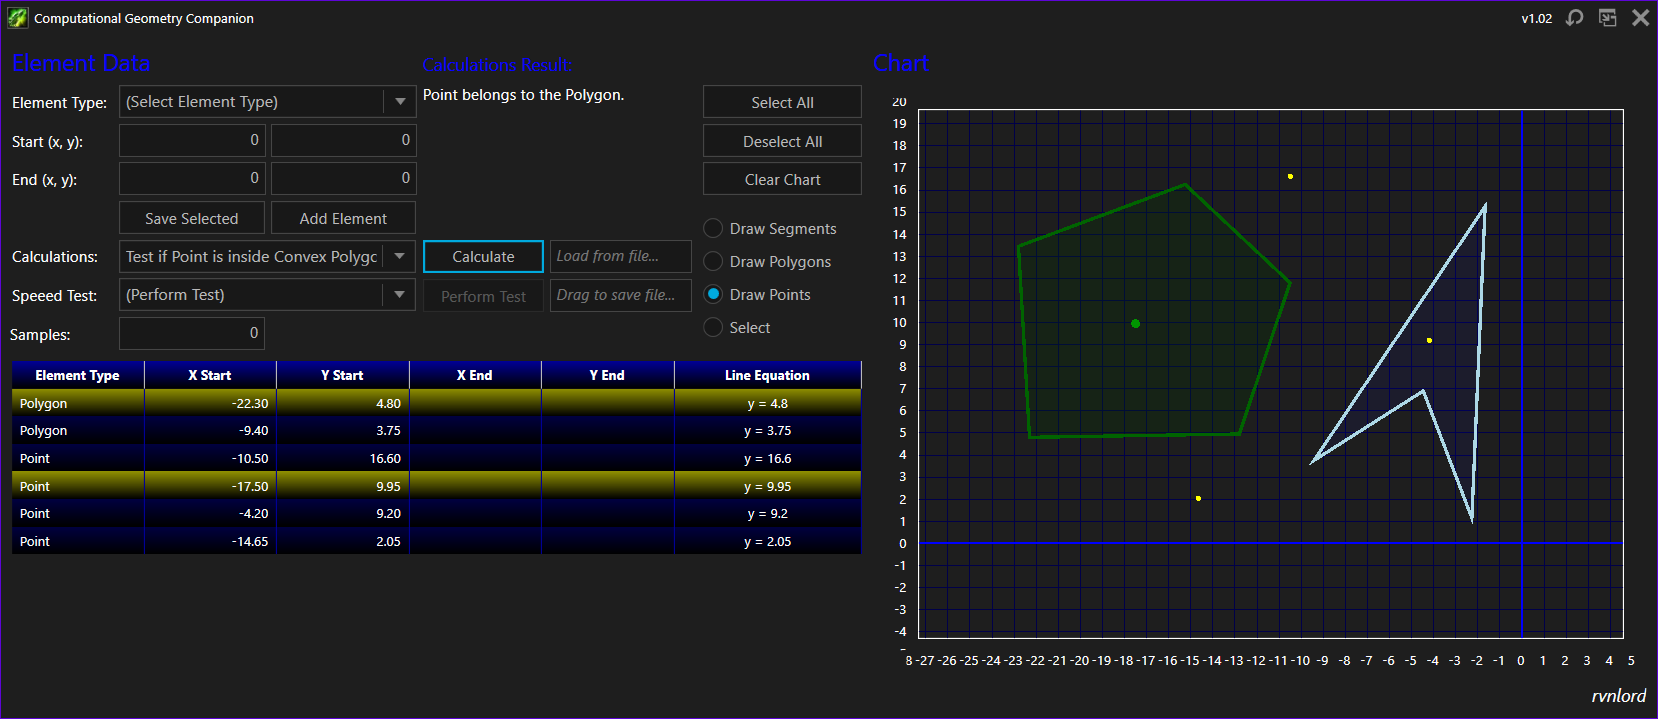 Computational Geometry Companion
v1.02
Element Data
Element Type:
(Select Element Type)
Start (x, y):
0
0
End (x, y):
0
0
Save Selected
Add Element
Calculations:
Test if Point is inside Convex Polygc
Speeed Test:
(Perform Test)
Samples:
0
Calculations Result:
Point belongs to the Polygon.
Calculate
Load from file...
Perform Test
Drag to save file...
Select All
Deselect All
Clear Chart
Draw Segments
Draw Polygons
Draw Points
Select
Element Type X Start Y Start X End Y End Line Equation
Polygon -22.30 4.80 y = 4.8
Polygon -9.40 3.75 y = 3.75
Point -10.50 16.60 y = 16.6
Point -17.50 9.95 y = 9.95
Point -4.20 9.20 y = 9.2
Point -14.65 2.05 y = 2.05
Chart
20
19
18
17
16
15
14
13
12
11
10
9
8
7
6
5
4
3
2
1
0
-1
-2
-3
-4
8 -27 -26 -25 -24 -23 -22 -21 -20 -19 -18 -17 -16 -15 -14 -13 -12 -11 -10 -9 -8 -7 -6 -5 -4 -3 -2 -1 0 1 2 3 4 5
rvnlord